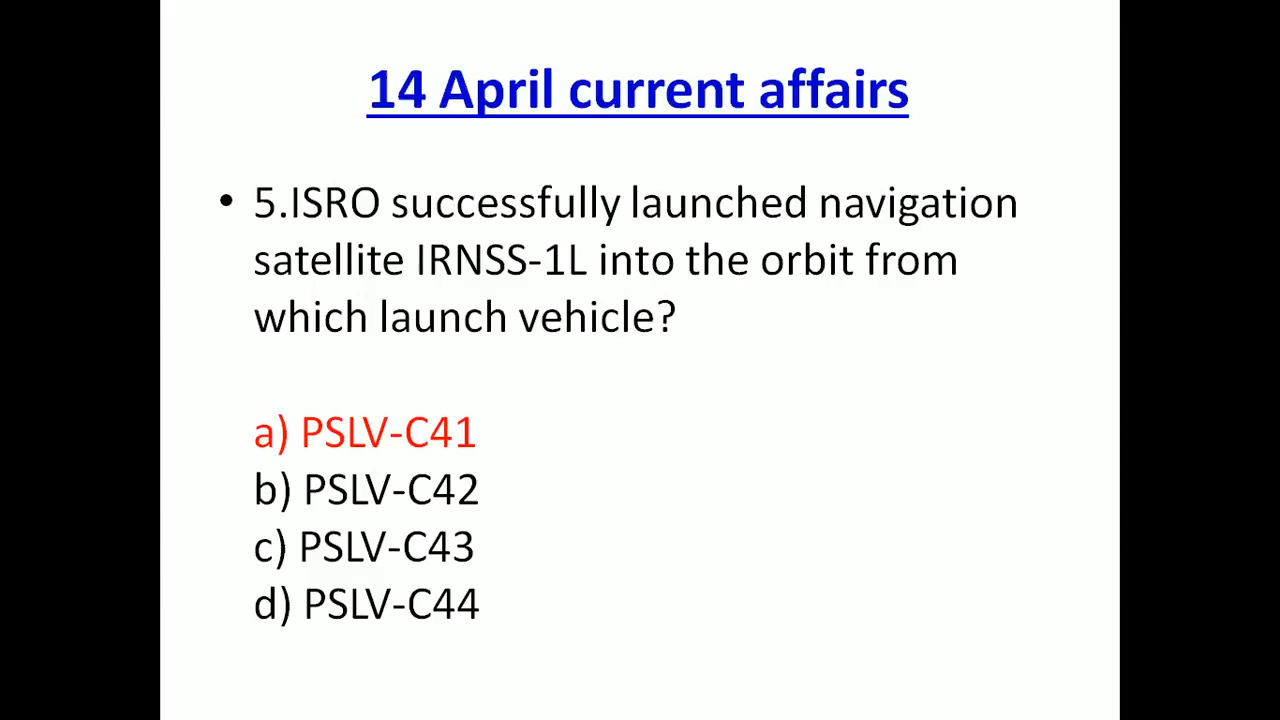 14 April current affairs
• 5.ISRO successfully launched navigation
satellite IRNSS-1L into the orbit from
which launch vehicle?
a) PSLV-C41
b) PSLV-C42
c) PSLV-C43
d) PSLV-C44